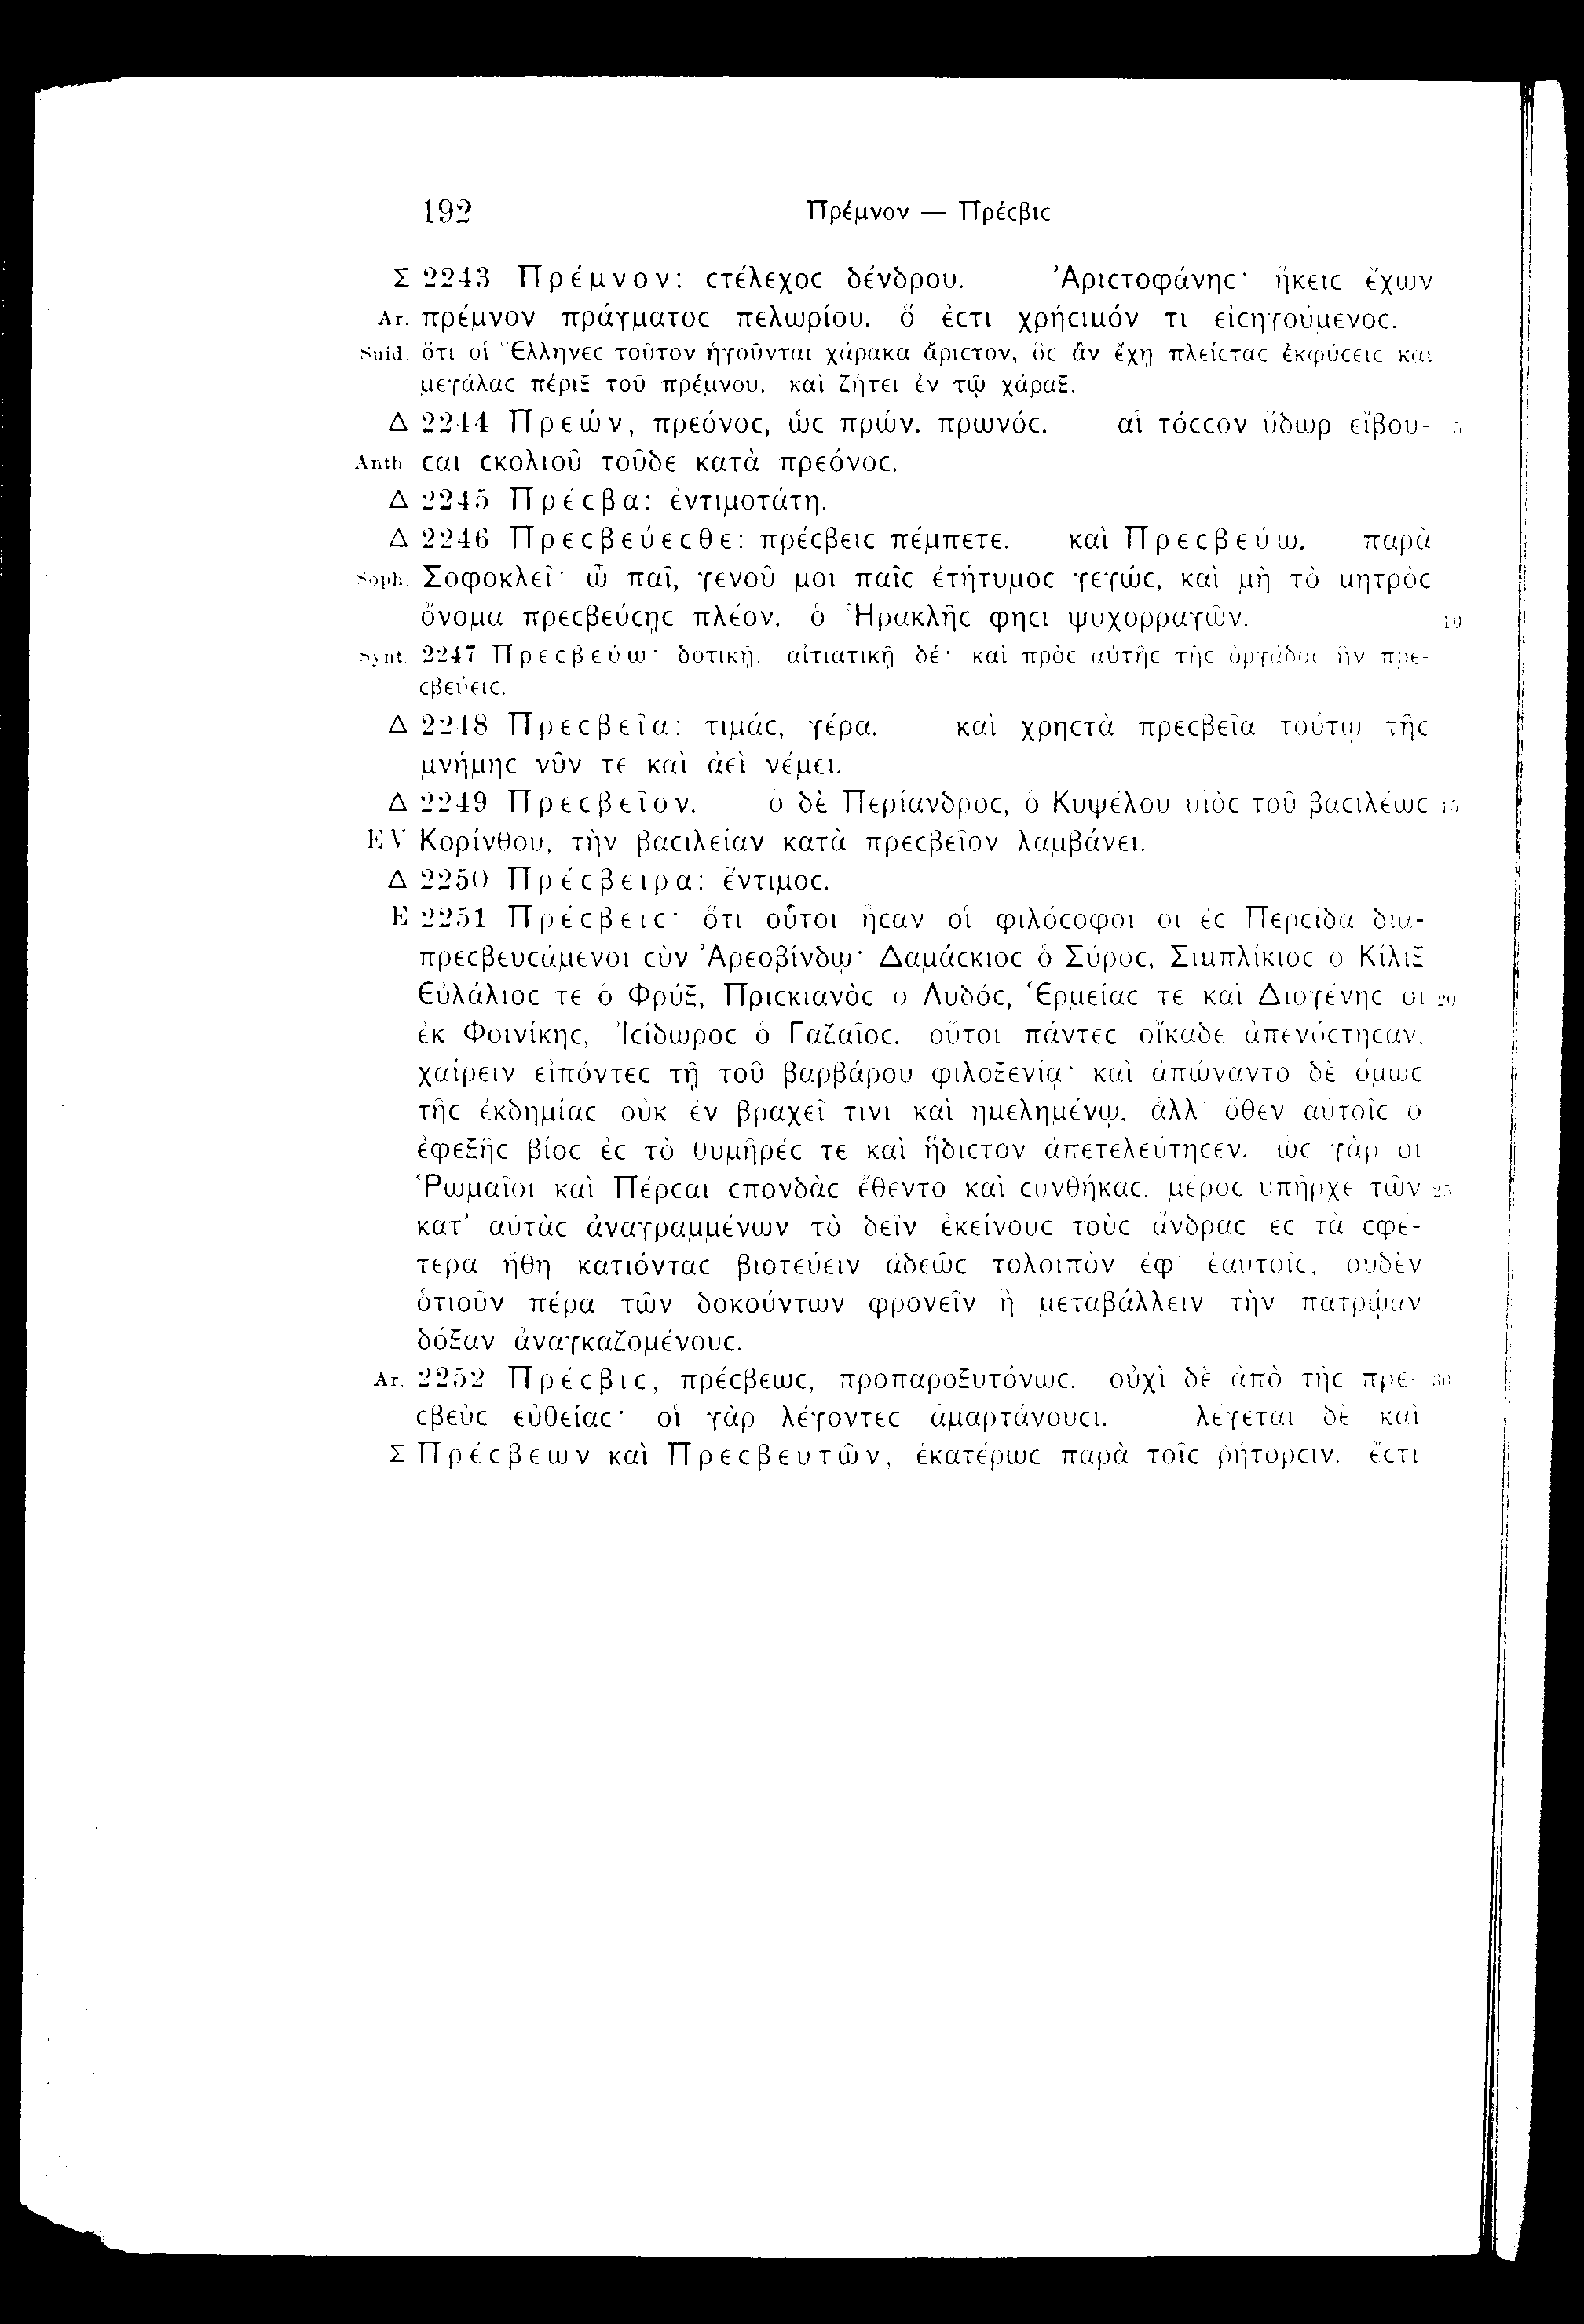 192 Πρέμνον — Πρέϲβιϲ
Σ 2243 Πρέμνον: ϲτέλεχοϲ δένδρου. Ἀριϲτοφάνηϲ· ἥκειϲ ἔχων
Ar. πρέμνον πράγματοϲ πελωρίου. ὅ ἐϲτι χρήϲιμόν τι εἰϲηγούμενοϲ.
Suid. ὅτι οἱ Ἕλληνεϲ τοῦτον ἡγοῦνται χάρακα ἄριϲτον, ὃϲ ἂν ἔχῃ πλείϲταϲ ἐκφύϲειϲ καὶ
μεγάλαϲ πέριξ τοῦ πρέμνου. καὶ ζήτει ἐν τῷ χάραξ.
Δ 2244 Πρεών, πρεόνοϲ, ὡϲ πρών. πρωνόϲ. αἱ τόϲϲον ὕδωρ εἴβου- 5
Anth ϲαι ϲκολιοῦ τοῦδε κατὰ πρεόνοϲ.
Δ 2245 Πρέϲβα: ἐντιμοτάτη.
Δ 2246 Πρεϲβεύεϲθε: πρέϲβειϲ πέμπετε. καὶ Πρεϲβεύω. παρὰ
Soph. Σοφοκλεῖ· ὦ παῖ, γενοῦ μοι παῖϲ ἐτήτυμοϲ γεγώϲ, καὶ μὴ τὸ μητρὸϲ
ὄνομα πρεϲβεύϲῃϲ πλέον. ὁ Ἡρακλῆϲ φηϲι ψυχορραγῶν. 10
Synt. 2247 Πρεϲβεύω· δοτικῇ. αἰτιατικῇ δέ· καὶ πρὸϲ αὐτῆϲ τῆϲ ὀργάδοϲ ἣν πρε-
ϲβεύειϲ.
Δ 2248 Πρεϲβεῖα: τιμάϲ, γέρα. καὶ χρηϲτὰ πρεϲβεῖα τούτῳ τῆϲ
μνήμηϲ νῦν τε καὶ ἀεὶ νέμει.
Δ 2249 Πρεϲβεῖον. ὁ δὲ Περίανδροϲ, ὁ Κυψέλου υἱὸϲ τοῦ βαϲιλέωϲ 15
EV Κορίνθου, τὴν βαϲιλείαν κατὰ πρεϲβεῖον λαμβάνει.
Δ 2250 Πρέϲβειρα: ἔντιμοϲ.
E 2251 Πρέϲβειϲ· ὅτι οὗτοι ἦϲαν οἱ φιλόϲοφοι οἱ ἐϲ Περϲίδα δια-
πρεϲβευϲάμενοι ϲὺν Ἀρεοβίνδῳ· Δαμάϲκιοϲ ὁ Σύροϲ, Σιμπλίκιοϲ ὁ Κίλιξ
Εὐλάλιοϲ τε ὁ Φρύξ, Πριϲκιανὸϲ ὁ Λυδόϲ, Ἑρμείαϲ τε καὶ Διογένηϲ οἱ 20
ἐκ Φοινίκηϲ, Ἰϲίδωροϲ ὁ Γαζαῖοϲ. οὗτοι πάντεϲ οἴκαδε ἀπενόϲτηϲαν,
χαίρειν εἰπόντεϲ τῇ τοῦ βαρβάρου φιλοξενίᾳ· καὶ ἀπώναντο δὲ ὅμωϲ
τῆϲ ἐκδημίαϲ οὐκ ἐν βραχεῖ τινι καὶ ἠμελημένῳ. ἀλλ' ὅθεν αὐτοῖϲ ὁ
ἐφεξῆϲ βίοϲ ἐϲ τὸ θυμῆρέϲ τε καὶ ἥδιϲτον ἀπετελεύτηϲεν. ὡϲ γὰρ οἱ
Ῥωμαῖοι καὶ Πέρϲαι ϲπονδὰϲ ἔθεντο καὶ ϲυνθήκαϲ, μέροϲ ὑπῆρχε τῶν 25
κατ' αὐτὰϲ ἀναγραμμένων τὸ δεῖν ἐκείνουϲ τοὺϲ ἄνδραϲ ἐϲ τὰ ϲφέ-
τερα ἤθη κατιόνταϲ βιοτεύειν ἀδεῶϲ τολοιπὸν ἐφ' ἑαυτοῖϲ, οὐδὲν
ὁτιοῦν πέρα τῶν δοκούντων φρονεῖν ἢ μεταβάλλειν τὴν πατρῴαν
δόξαν ἀναγκαζομένουϲ.
Ar. 2252 Πρέϲβιϲ, πρέϲβεωϲ, προπαροξυτόνωϲ. οὐχὶ δὲ ἀπὸ τῆϲ πρε- 30
ϲβεὺϲ εὐθείαϲ· οἱ γὰρ λέγοντεϲ ἁμαρτάνουϲι. λέγεται δὲ καὶ
Σ Πρέϲβεων καὶ Πρεϲβευτῶν, ἑκατέρωϲ παρὰ τοῖϲ ῥήτορϲιν. ἔϲτι